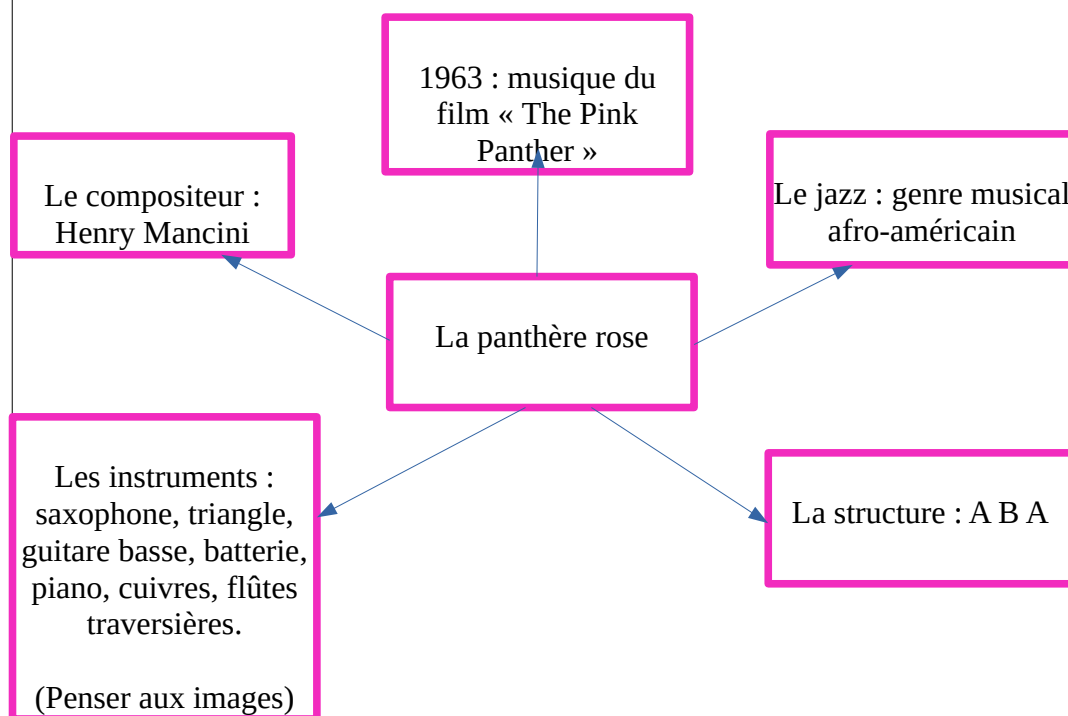 1963 : musique du
film « The Pink
Panther »
Le compositeur :
Henry Mancini
Le jazz : genre musical
afro-américain
La panthère rose
Les instruments :
saxophone, triangle,
guitare basse, batterie,
piano, cuivres, flûtes
traversières.
(Penser aux images)
La structure : A B A